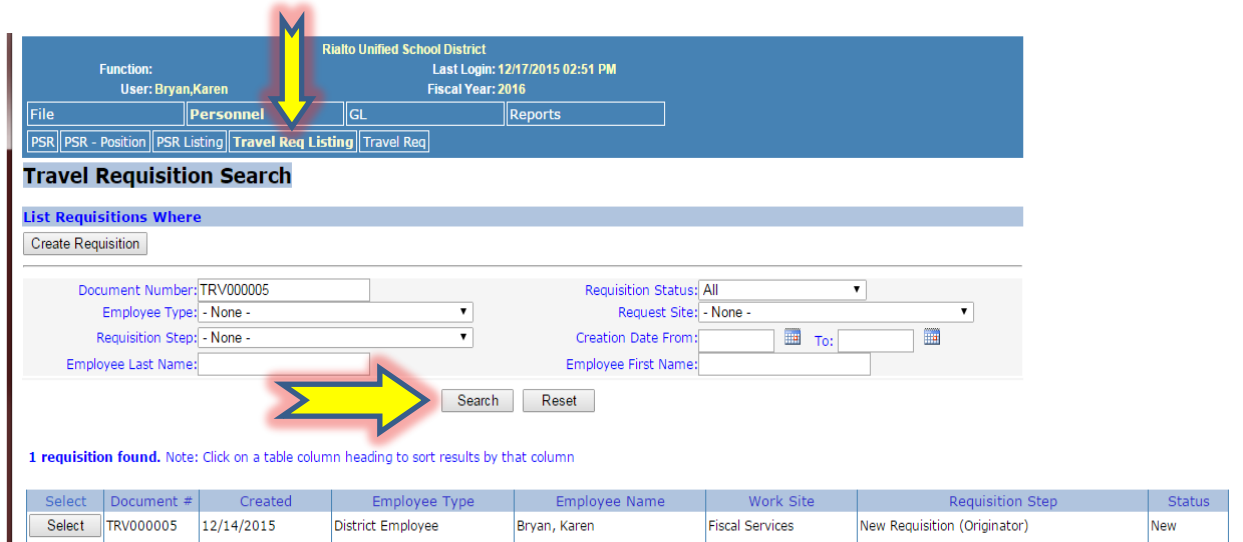 Rialto Unified School District
Function: Last Login: 12/17/2015 02:51 PM
User: Bryan,Karen Fiscal Year: 2016
File Personnel GL Reports
PSR PSR - Position PSR Listing Travel Req Listing Travel Req
Travel Requisition Search
List Requisitions Where
Create Requisition
Document Number: TRV000005 Requisition Status: All
Employee Type: - None - Request Site: - None -
Requisition Step: - None - Creation Date From: To:
Employee Last Name: Employee First Name:
Search Reset
1 requisition found. Note: Click on a table column heading to sort results by that column
Select Document # Created Employee Type Employee Name Work Site Requisition Step Status
Select TRV000005 12/14/2015 District Employee Bryan, Karen Fiscal Services New Requisition (Originator) New